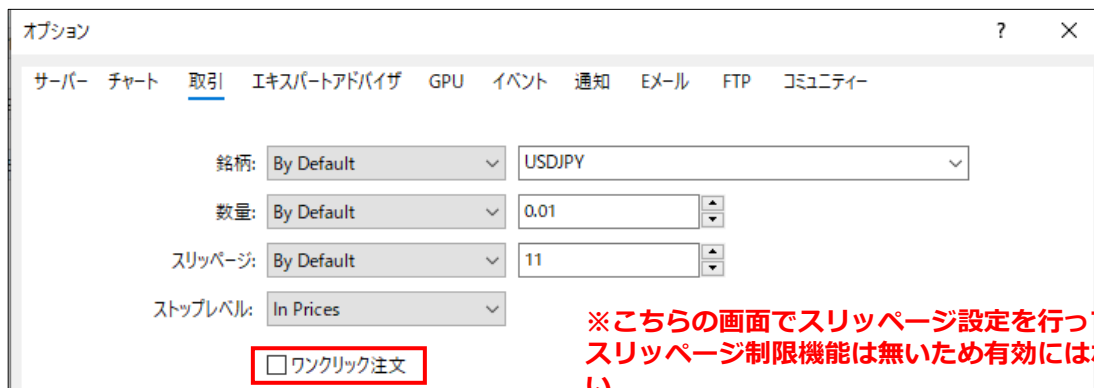 オプション ? ×
サーバー チャート 取引 エキスパートアドバイザ GPU イベント 通知 Eメール FTP コミュニティー
銘柄: By Default USDJPY
数量: By Default 0.01
スリッページ: By Default 11
ストップレベル: In Prices
※こちらの画面でスリッページ設定を行っ
スリッページ制限機能は無いため有効には
い
ワンクリック注文